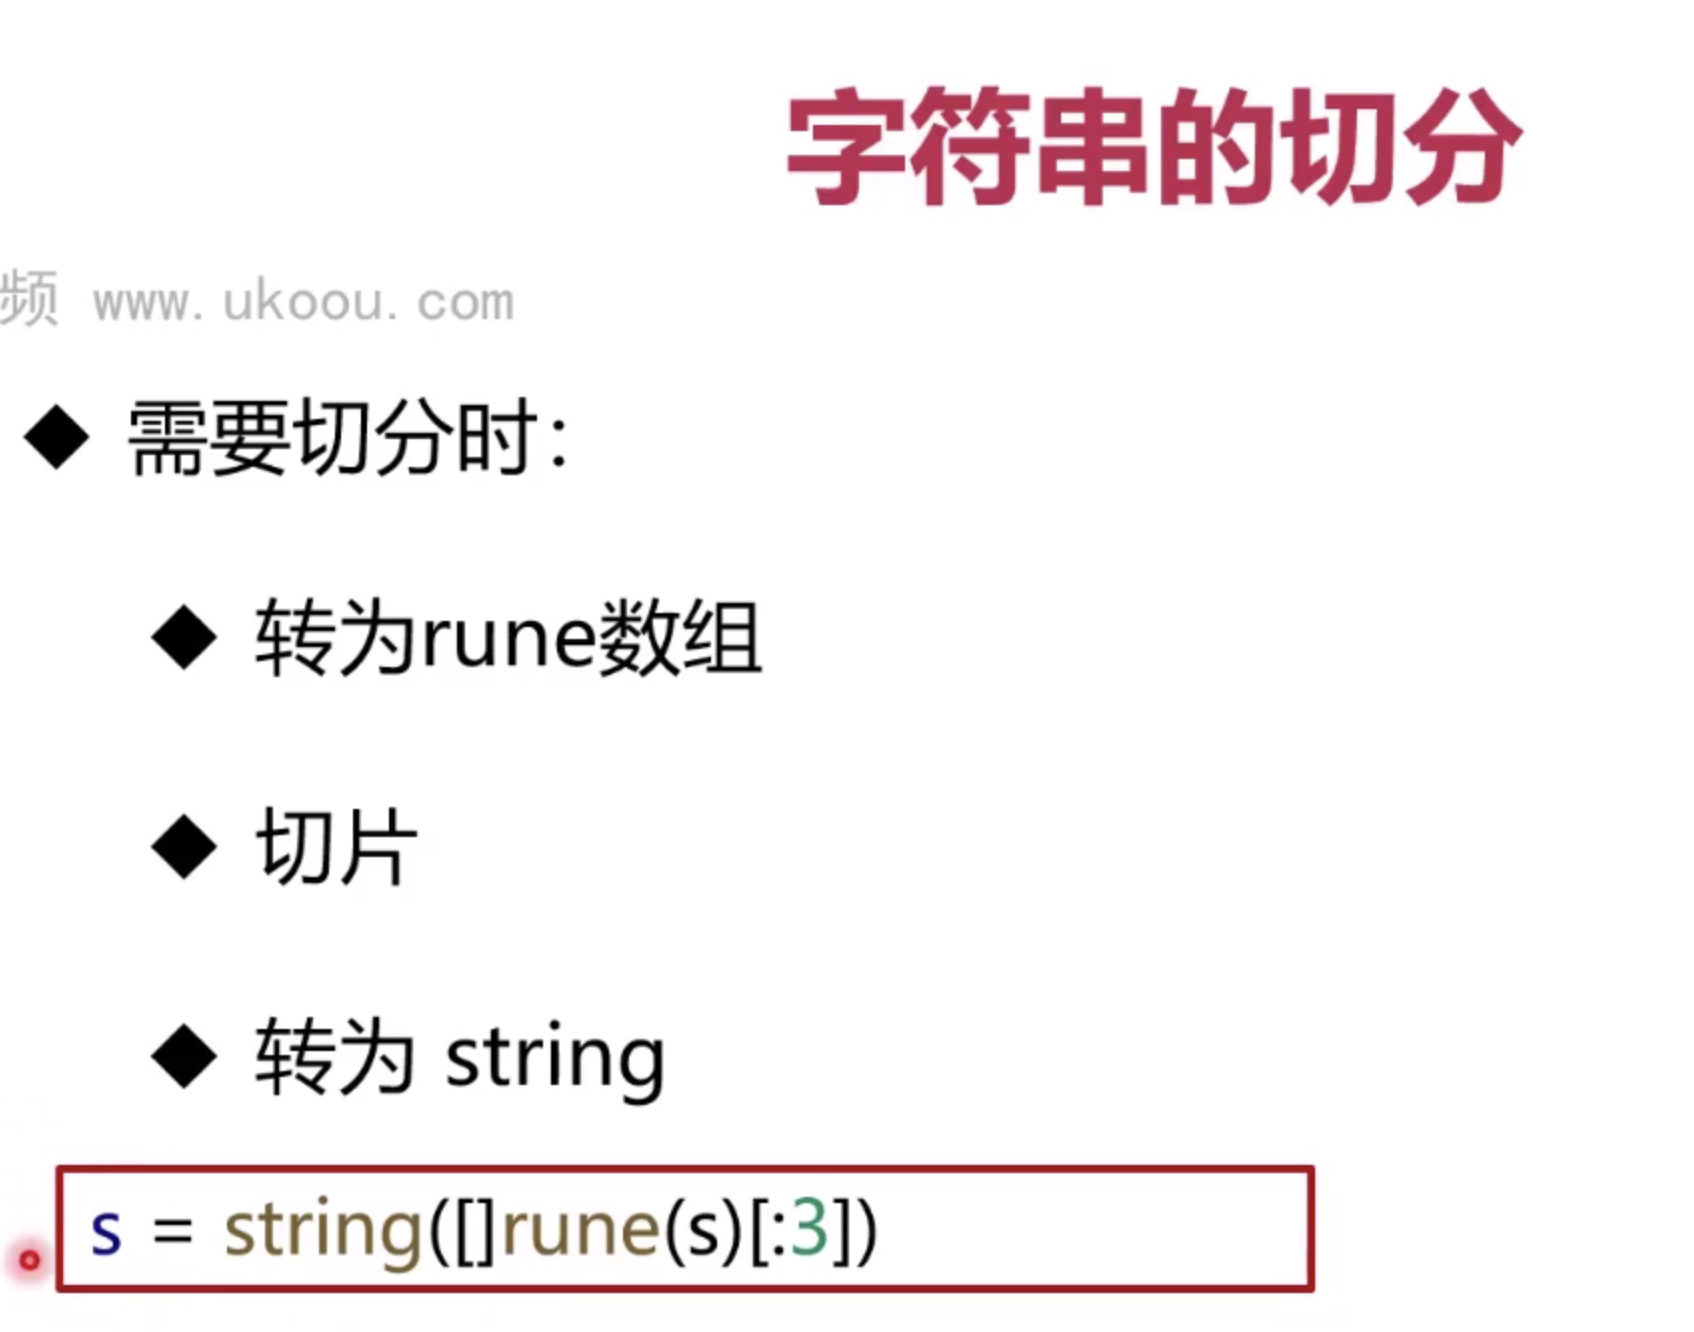 字符串的切分
频 www.ukoou.com
需要切分时：
转为rune数组
切片
转为 string
s = string([]rune(s)[:3])